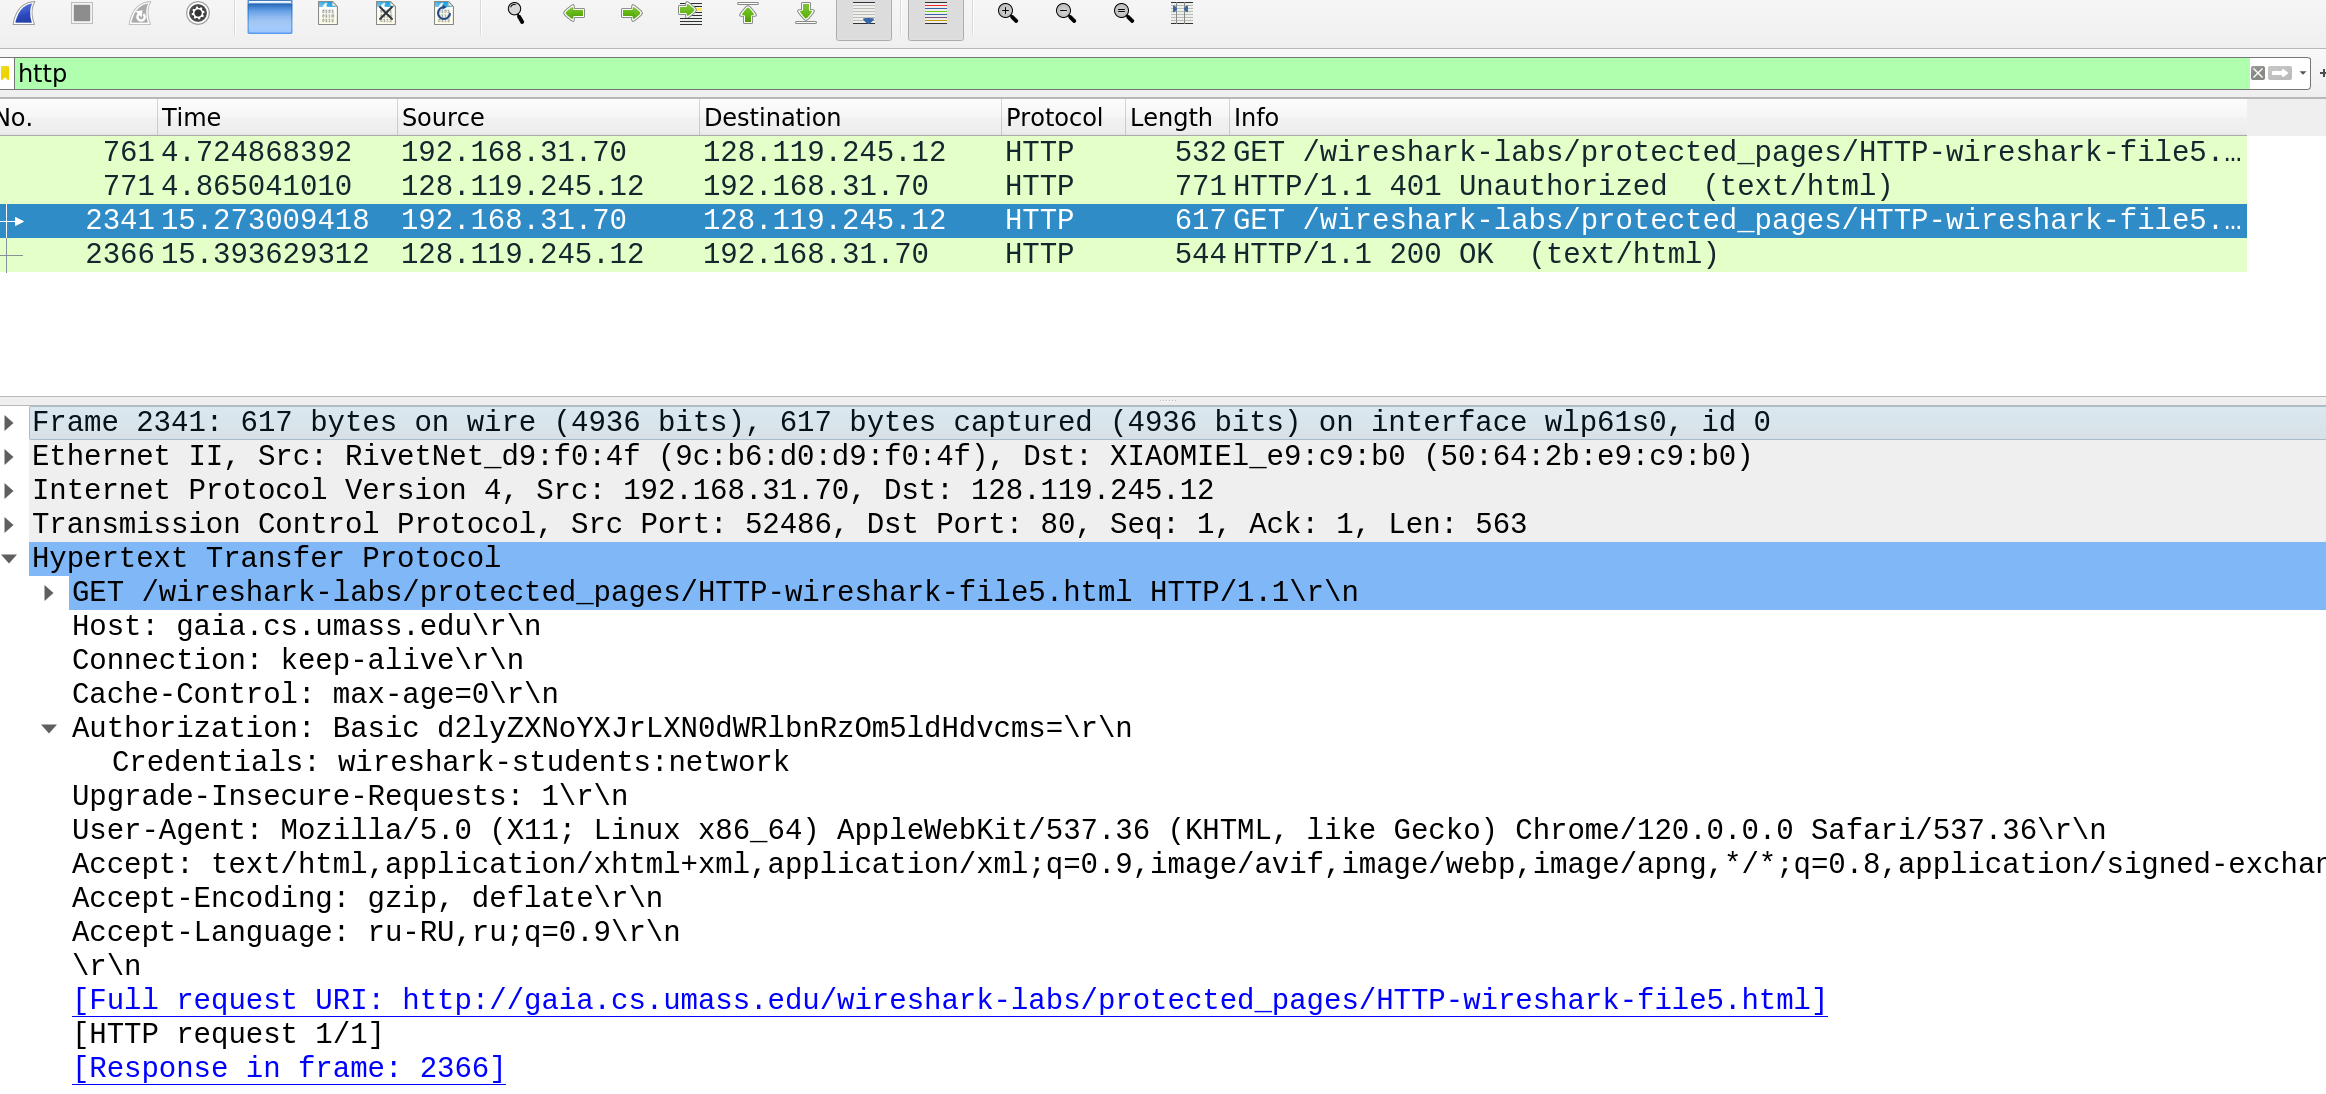 http
No. Time Source Destination Protocol Length Info
761 4.724868392 192.168.31.70 128.119.245.12 HTTP 532 GET /wireshark-labs/protected_pages/HTTP-wireshark-file5.…
771 4.865041010 128.119.245.12 192.168.31.70 HTTP 771 HTTP/1.1 401 Unauthorized  (text/html)
2341 15.273009418 192.168.31.70 128.119.245.12 HTTP 617 GET /wireshark-labs/protected_pages/HTTP-wireshark-file5.…
2366 15.393629312 128.119.245.12 192.168.31.70 HTTP 544 HTTP/1.1 200 OK  (text/html)
Frame 2341: 617 bytes on wire (4936 bits), 617 bytes captured (4936 bits) on interface wlp61s0, id 0
Ethernet II, Src: RivetNet_d9:f0:4f (9c:b6:d0:d9:f0:4f), Dst: XIAOMIEl_e9:c9:b0 (50:64:2b:e9:c9:b0)
Internet Protocol Version 4, Src: 192.168.31.70, Dst: 128.119.245.12
Transmission Control Protocol, Src Port: 52486, Dst Port: 80, Seq: 1, Ack: 1, Len: 563
Hypertext Transfer Protocol
GET /wireshark-labs/protected_pages/HTTP-wireshark-file5.html HTTP/1.1\r\n
Host: gaia.cs.umass.edu\r\n
Connection: keep-alive\r\n
Cache-Control: max-age=0\r\n
Authorization: Basic d2lyZXNoYXJrLXN0dWRlbnRzOm5ldHdvcms=\r\n
Credentials: wireshark-students:network
Upgrade-Insecure-Requests: 1\r\n
User-Agent: Mozilla/5.0 (X11; Linux x86_64) AppleWebKit/537.36 (KHTML, like Gecko) Chrome/120.0.0.0 Safari/537.36\r\n
Accept: text/html,application/xhtml+xml,application/xml;q=0.9,image/avif,image/webp,image/apng,*/*;q=0.8,application/signed-exchan
Accept-Encoding: gzip, deflate\r\n
Accept-Language: ru-RU,ru;q=0.9\r\n
\r\n
[Full request URI: http://gaia.cs.umass.edu/wireshark-labs/protected_pages/HTTP-wireshark-file5.html]
[HTTP request 1/1]
[Response in frame: 2366]